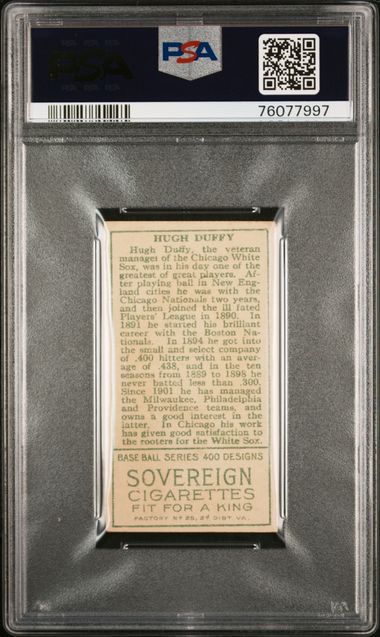 PSA
PSA
76077997
HUGH DUFFY
Hugh Duffy, the veteran
manager of the Chicago White
Sox, was in his day one of the
greatest of great players. Af-
ter playing ball in New Eng-
land cities he was with the
Chicago Nationals two years,
and then joined the ill fated
Players' League in 1890. In
1891 he started his brilliant
career with the Boston Na-
tionals. In 1894 he got into
the small and select company
of .400 hitters with an aver-
age of .438, and in the ten
seasons from 1889 to 1898 he
never batted less than .300.
Since 1901 he has managed
the Milwaukee, Philadelphia
and Providence teams, and
owns a good interest in the
latter. In Chicago his work
has given good satisfaction to
the rooters for the White Sox.
BASE BALL SERIES 400 DESIGNS
SOVEREIGN
CIGARETTES
FIT FOR A KING
FACTORY Nº 25, 2ᵈ DIST. VA.